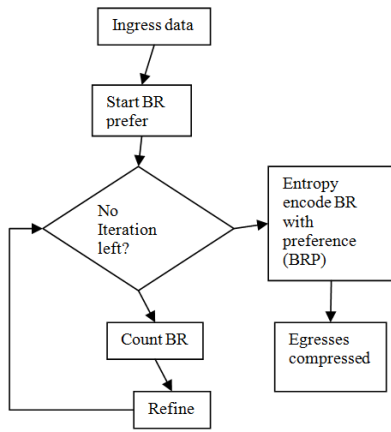 Ingress data
Start BR
prefer
No
Iteration
left?
Entropy
encode BR
with
preference
(BRP)
Count BR
Egresses
compressed
Refine